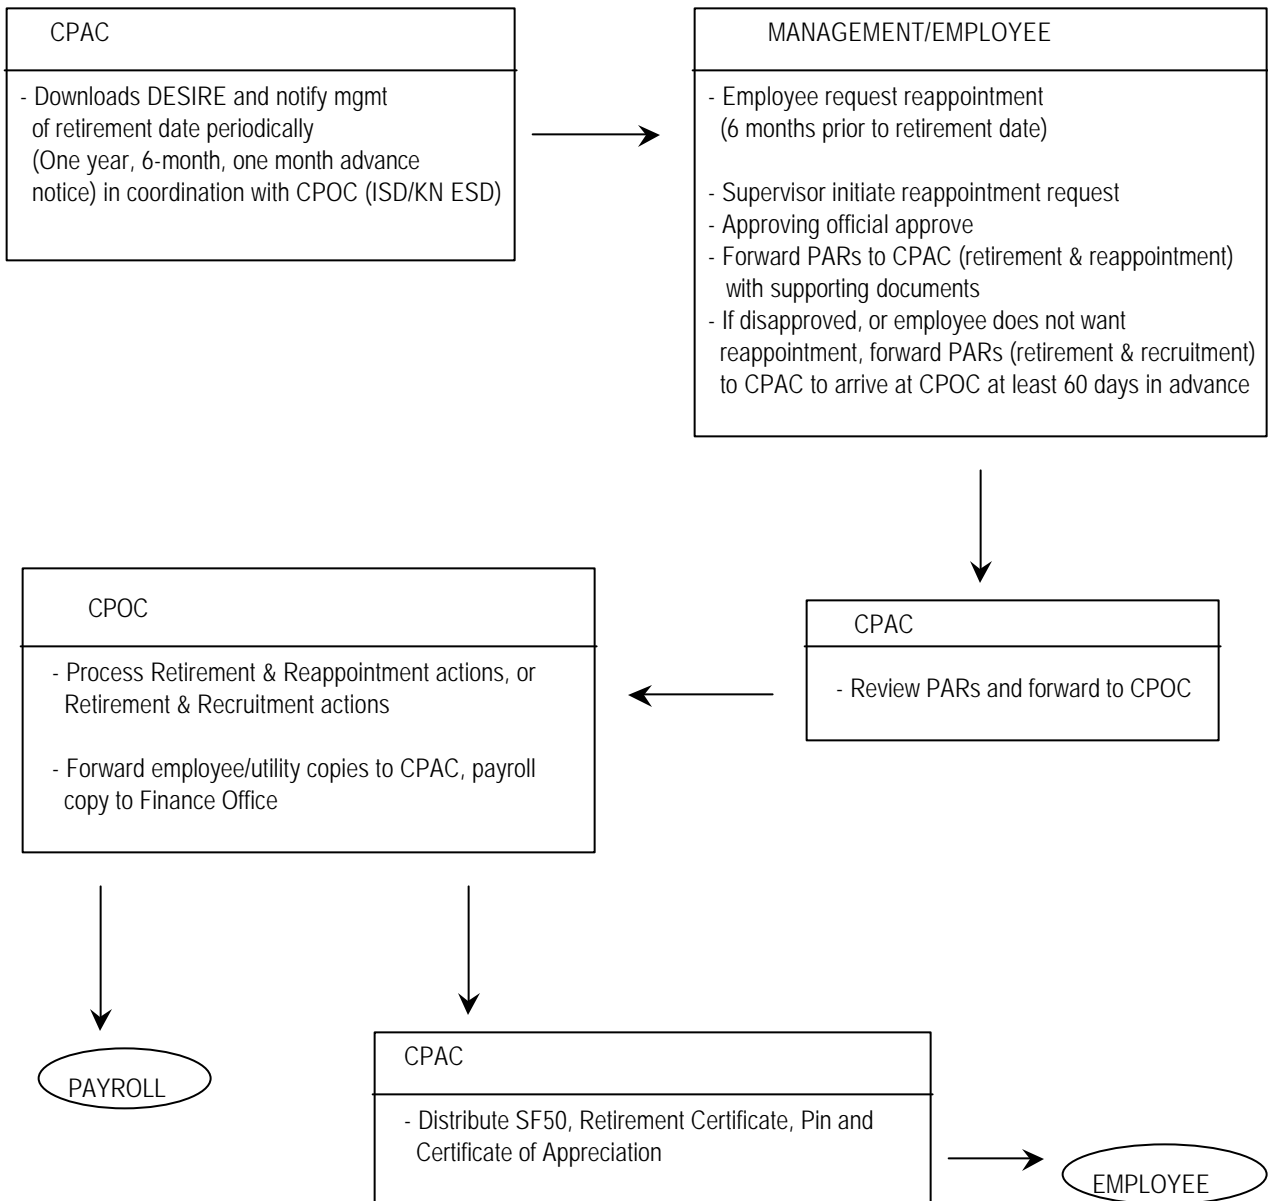 CPAC
- Downloads DESIRE and notify mgmt
of retirement date periodically
(One year, 6-month, one month advance
notice) in coordination with CPOC (ISD/KN ESD)
MANAGEMENT/EMPLOYEE
- Employee request reappointment
(6 months prior to retirement date)
- Supervisor initiate reappointment request
- Approving official approve
- Forward PARs to CPAC (retirement & reappointment)
with supporting documents
- If disapproved, or employee does not want
reappointment, forward PARs (retirement & recruitment)
to CPAC to arrive at CPOC at least 60 days in advance
CPAC
- Review PARs and forward to CPOC
CPOC
- Process Retirement & Reappointment actions, or
Retirement & Recruitment actions
- Forward employee/utility copies to CPAC, payroll
copy to Finance Office
PAYROLL
CPAC
- Distribute SF50, Retirement Certificate, Pin and
Certificate of Appreciation
EMPLOYEE